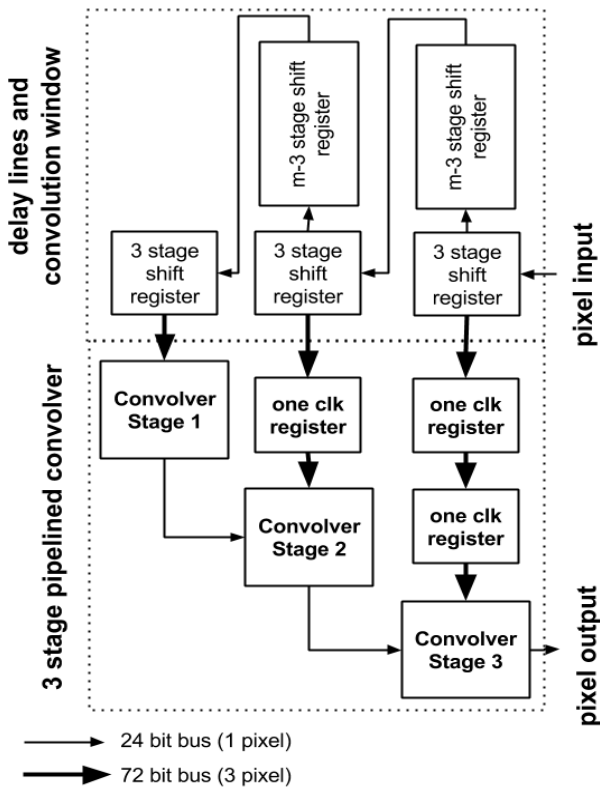 delay lines and
convolution window
m-3 stage shift
register
m-3 stage shift
register
3 stage
shift
register
3 stage
shift
register
3 stage
shift
register
pixel input
3 stage pipelined convolver
Convolver
Stage 1
one clk
register
one clk
register
Convolver
Stage 2
one clk
register
Convolver
Stage 3
pixel output
24 bit bus (1 pixel)
72 bit bus (3 pixel)